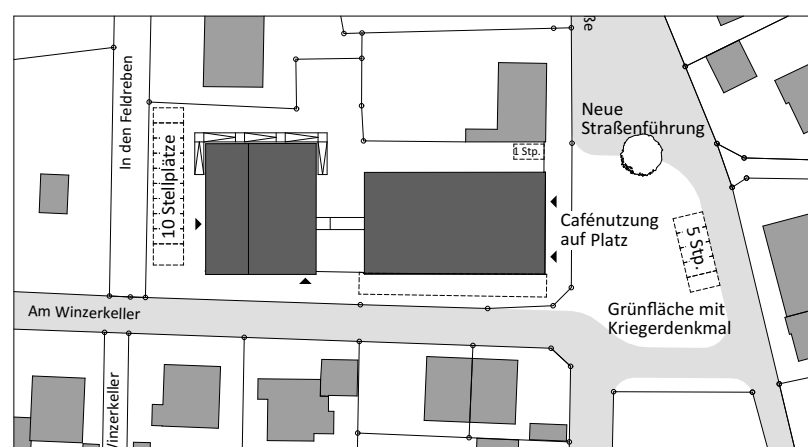 ße
In den Feldreben
10 Stellplätze
Neue
Straßenführung
1 Stp.
Cafénutzung
auf Platz
5 Stp.
Am Winzerkeller
Grünfläche mit
Kriegerdenkmal
Winzerkeller